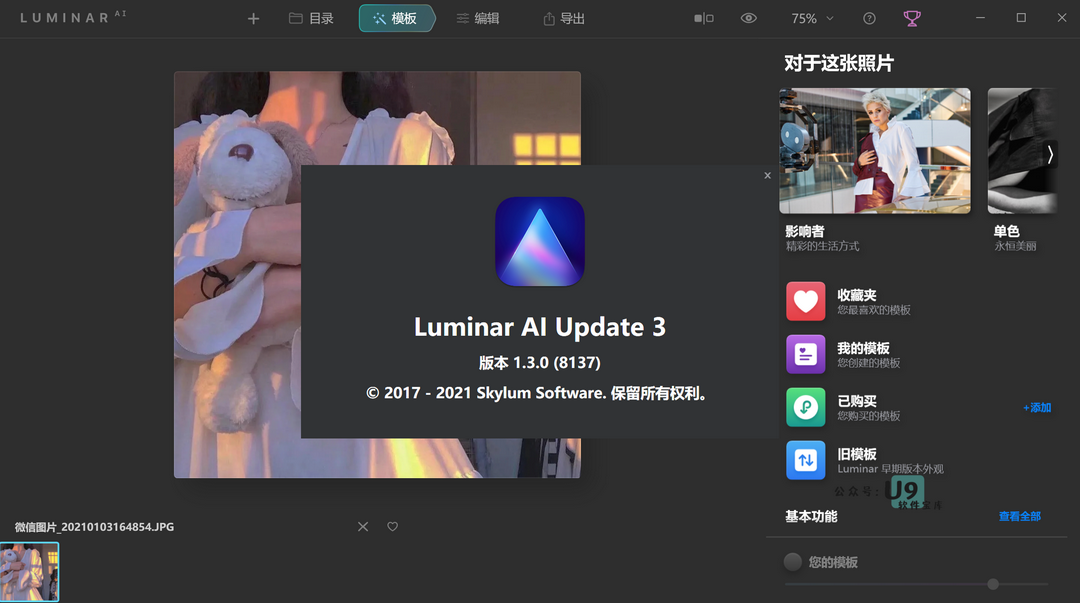 LUMINAR AI
目录
模板
编辑
导出
75%
对于这张照片
影响者
精彩的生活方式
单色
永恒美丽
Luminar AI Update 3
版本 1.3.0 (8137)
© 2017 - 2021 Skylum Software. 保留所有权利。
收藏夹
您最喜欢的模板
我的模板
您创建的模板
已购买
您购买的模板
+添加
旧模板
Luminar 早期版本外观
公众号:U9
软件宝库
基本功能
查看全部
您的模板
微信图片_20210103164854.JPG